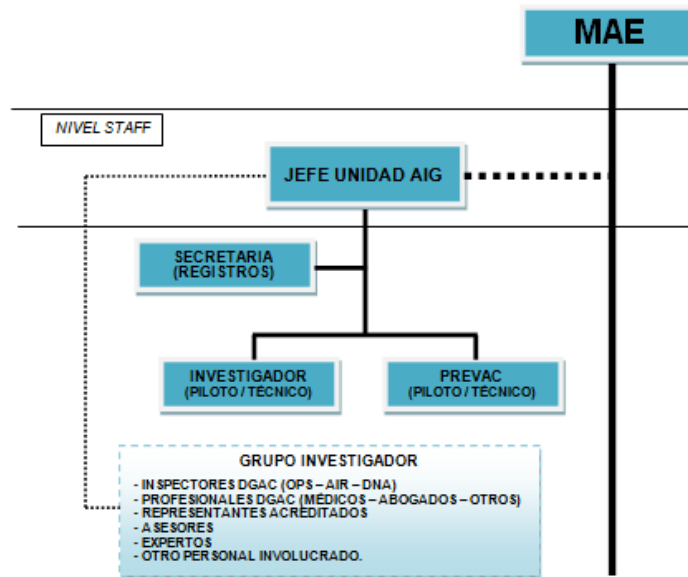 MAE
NIVEL STAFF
JEFE UNIDAD AIG
SECRETARIA
(REGISTROS)
INVESTIGADOR
(PILOTO / TÉCNICO)
PREVAC
(PILOTO / TÉCNICO)
GRUPO INVESTIGADOR
- INSPECTORES DGAC (OPS – AIR – DNA)
- PROFESIONALES DGAC (MÉDICOS – ABOGADOS – OTROS)
- REPRESENTANTES ACREDITADOS
- ASESORES
- EXPERTOS
- OTRO PERSONAL INVOLUCRADO.